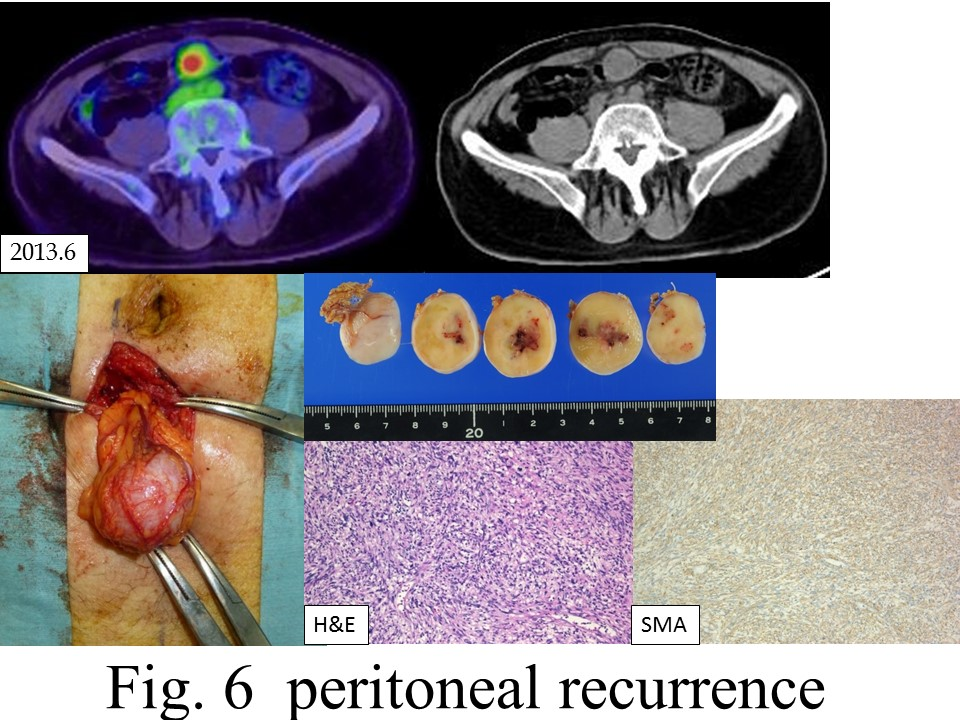 2013.6
5 6 7 8 9 20 1 2 3 4 5 6 7 8
H&E
SMA
Fig. 6 peritoneal recurrence